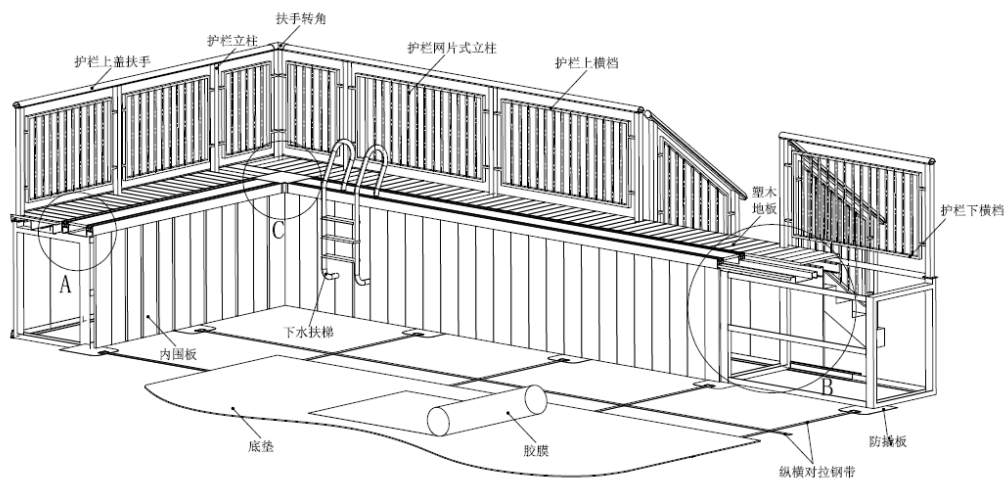 扶手转角
护栏立柱
护栏上盖扶手
护栏网片式立柱
护栏上横档
塑木
地板
护栏下横档
A
C
B
下水扶梯
内围板
底垫
胶膜
防撬板
纵横对拉钢带